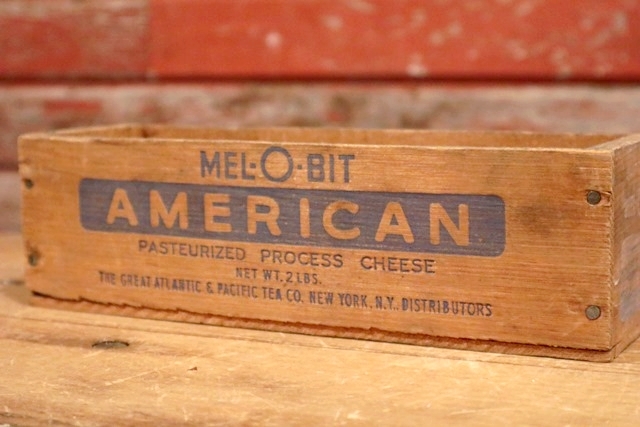 MEL-O-BIT
AMERICAN
PASTEURIZED PROCESS CHEESE
NET WT. 2 LBS.
THE GREAT ATLANTIC & PACIFIC TEA CO. NEW YORK, N.Y. DISTRIBUTORS